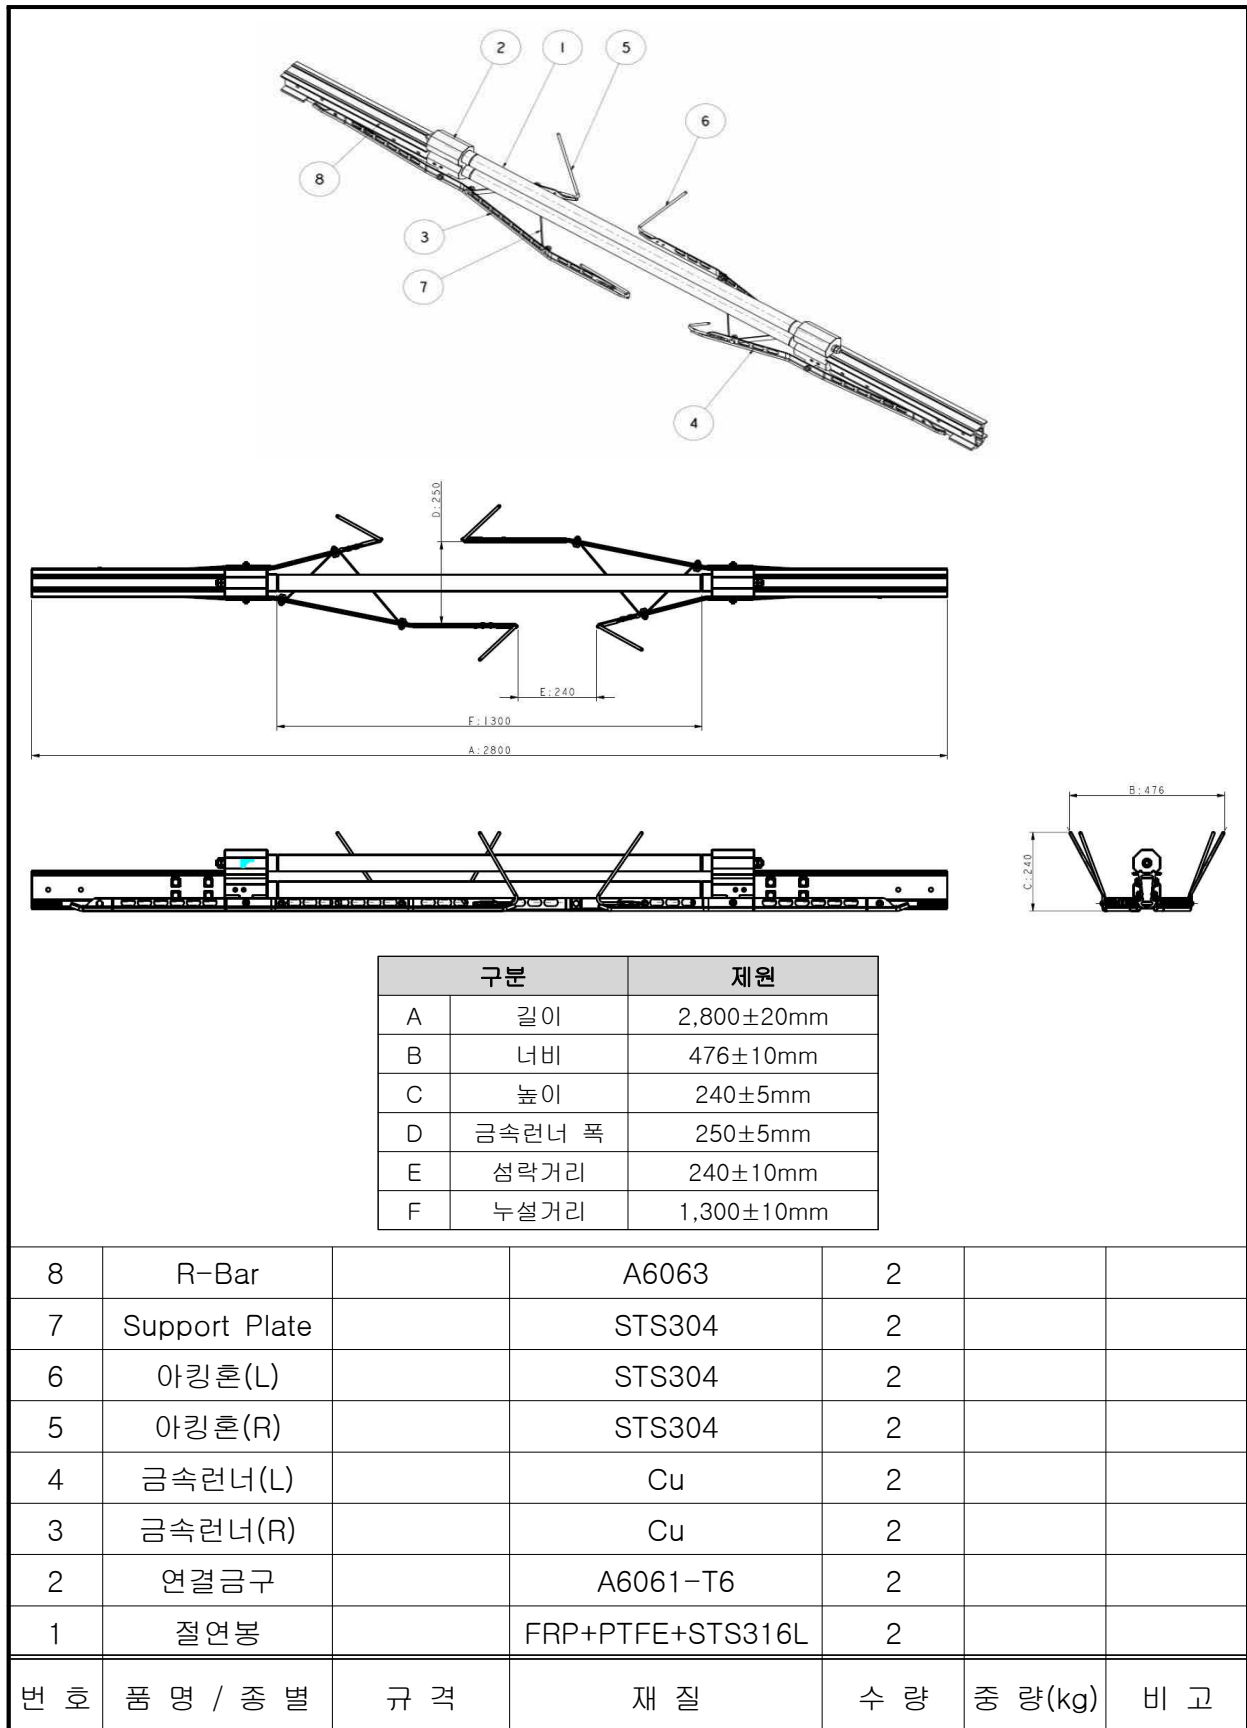 2 1 5
6
8
3
7
4
D:250
E:240
F:1300
A:2800
B:476
C:240
구분 제원
A 길이 2,800±20mm
B 너비 476±10mm
C 높이 240±5mm
D 금속런너 폭 250±5mm
E 섬락거리 240±10mm
F 누설거리 1,300±10mm
8 R-Bar A6063 2
7 Support Plate STS304 2
6 아킹혼(L) STS304 2
5 아킹혼(R) STS304 2
4 금속런너(L) Cu 2
3 금속런너(R) Cu 2
2 연결금구 A6061-T6 2
1 절연봉 FRP+PTFE+STS316L 2
번 호 품 명 / 종 별 규 격 재 질 수 량 중 량(kg) 비 고